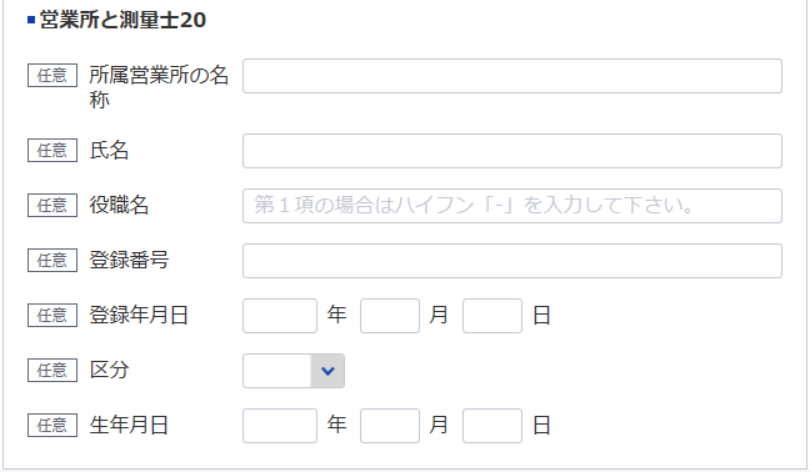 営業所と測量士20
任意 所属営業所の名
称
任意 氏名
任意 役職名 第１項の場合はハイフン「-」を入力して下さい。
任意 登録番号
任意 登録年月日 年 月 日
任意 区分
任意 生年月日 年 月 日